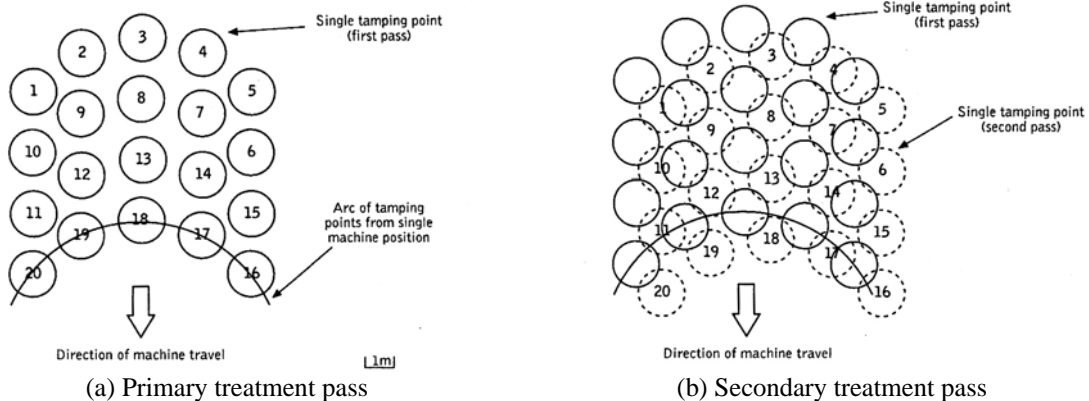 Single tamping point
(first pass)
3
2
4
1
5
8
9
7
10
6
13
12
14
11
15
18
19
17
20
16
Arc of tamping
points from single
machine position
Direction of machine travel
1m
(a) Primary treatment pass
Single tamping point
(first pass)
3
2
4
1
5
8
9
7
Single tamping point
(second pass)
10
6
13
12
14
11
15
18
19
17
20
16
Direction of machine travel
(b) Secondary treatment pass